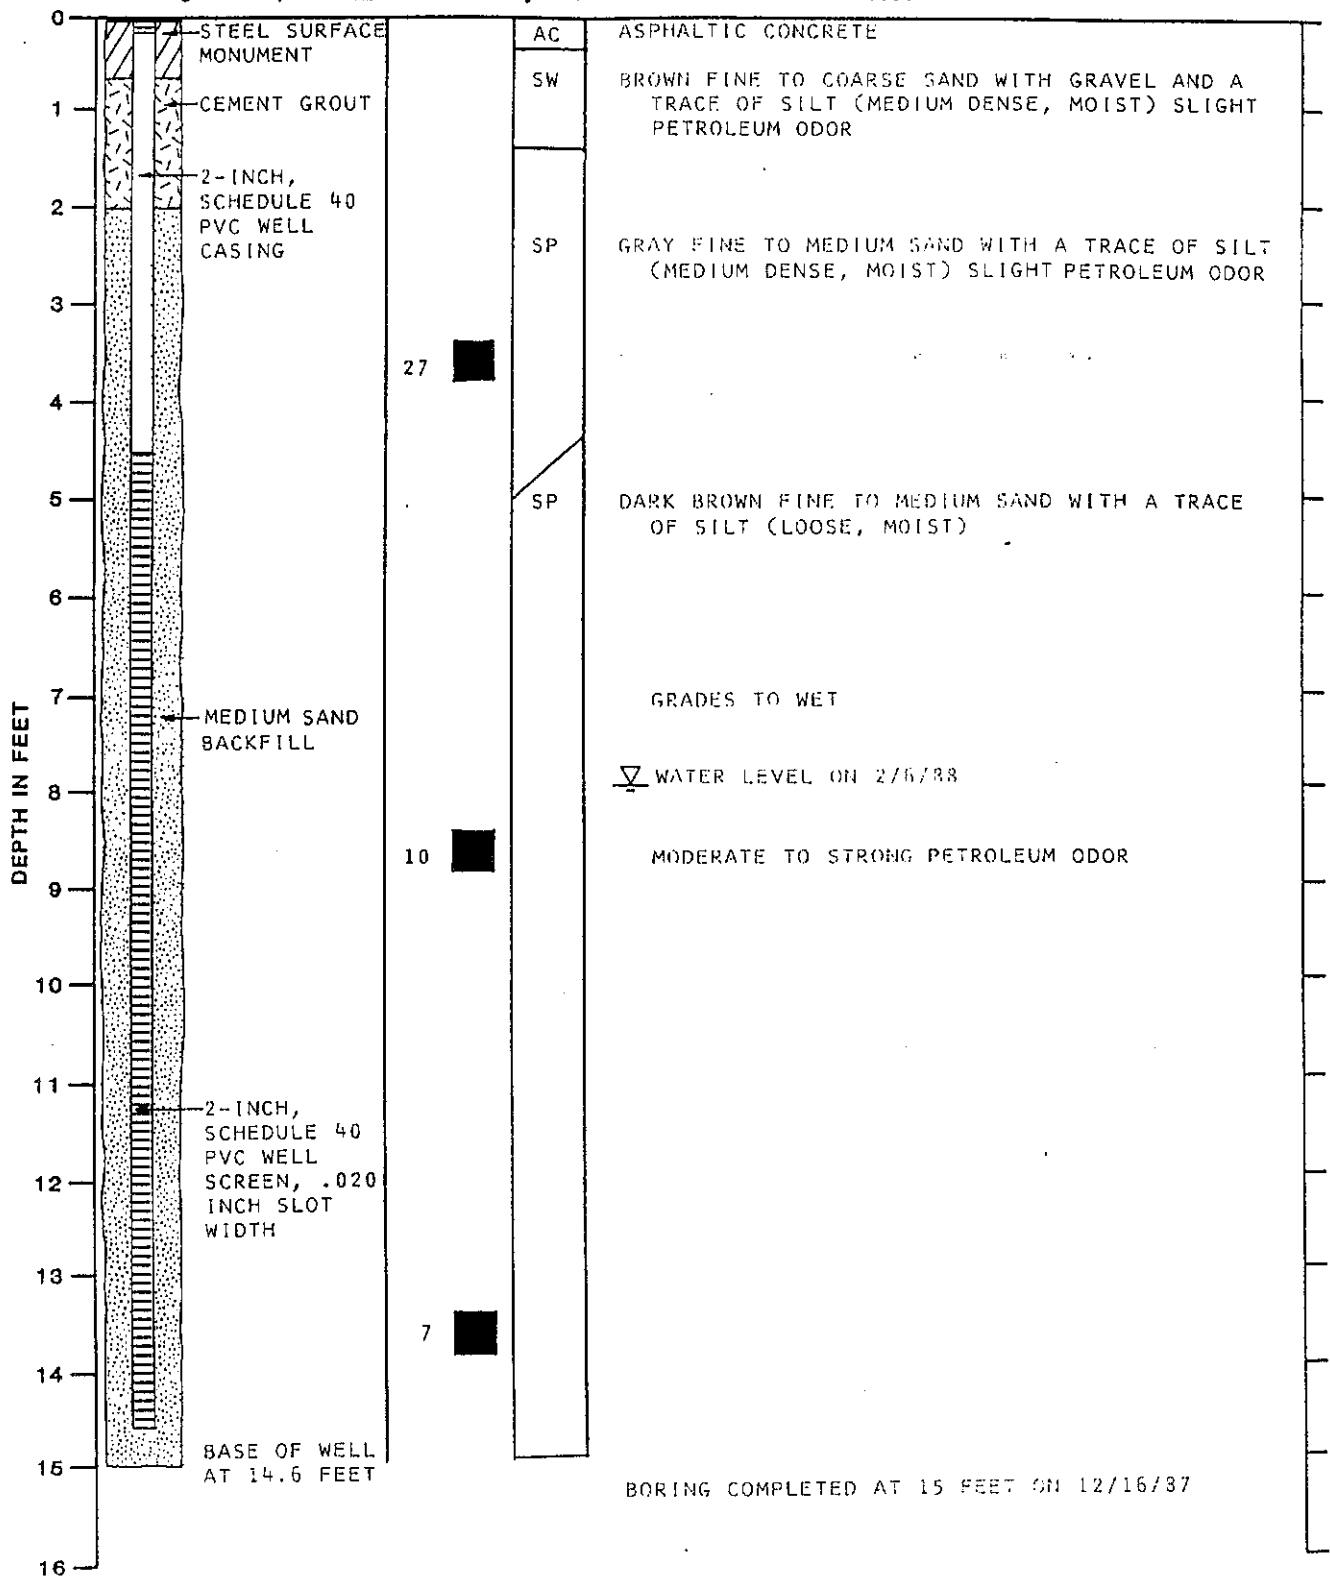 0
STEEL SURFACE
MONUMENT
AC
ASPHALTIC CONCRETE
SW
BROWN FINE TO COARSE SAND WITH GRAVEL AND A
TRACE OF SILT (MEDIUM DENSE, MOIST) SLIGHT
PETROLEUM ODOR
1
CEMENT GROUT
2-INCH,
SCHEDULE 40
PVC WELL
CASING
2
SP
GRAY FINE TO MEDIUM SAND WITH A TRACE OF SILT
(MEDIUM DENSE, MOIST) SLIGHT PETROLEUM ODOR
3
27
4
5
SP
DARK BROWN FINE TO MEDIUM SAND WITH A TRACE
OF SILT (LOOSE, MOIST)
6
7
GRADES TO WET
MEDIUM SAND
BACKFILL
DEPTH IN FEET
WATER LEVEL ON 2/6/88
8
10
MODERATE TO STRONG PETROLEUM ODOR
9
10
11
2-INCH,
SCHEDULE 40
PVC WELL
SCREEN, .020
INCH SLOT
WIDTH
12
13
7
14
BASE OF WELL
AT 14.6 FEET
15
BORING COMPLETED AT 15 FEET ON 12/16/87
16